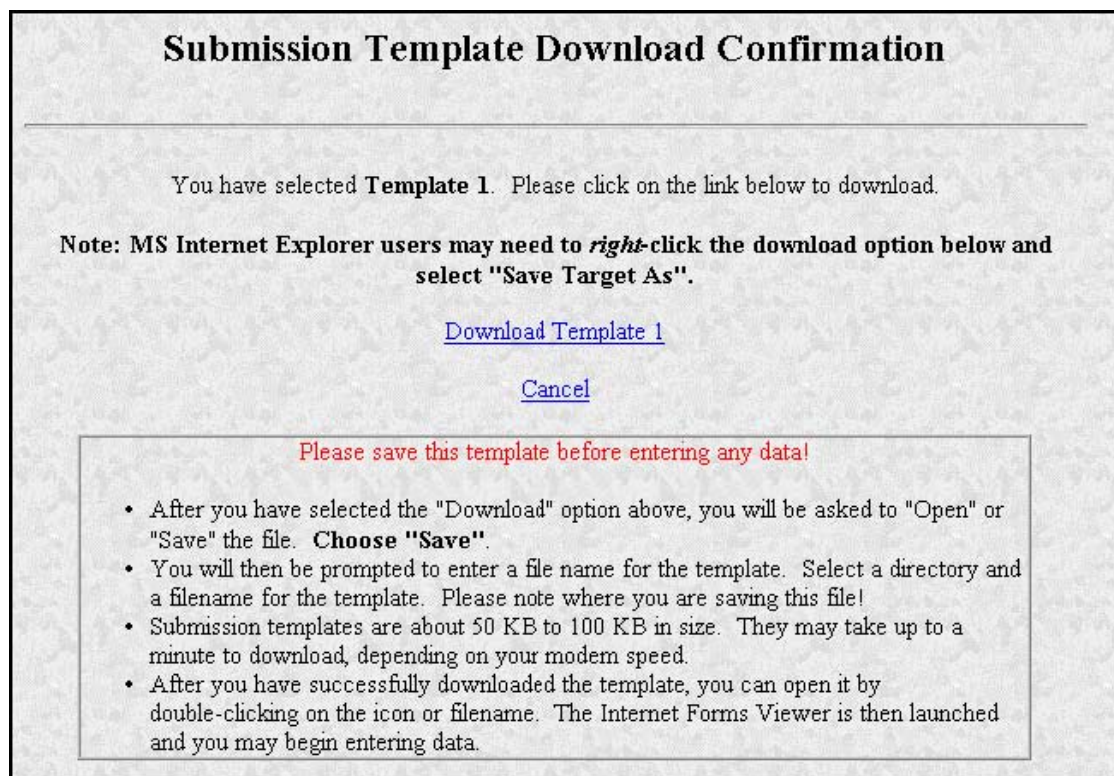 Submission Template Download Confirmation
You have selected Template 1. Please click on the link below to download.
Note: MS Internet Explorer users may need to right-click the download option below and
select "Save Target As".
Download Template 1
Cancel
Please save this template before entering any data!
• After you have selected the "Download" option above, you will be asked to "Open" or
"Save" the file. Choose "Save".
• You will then be prompted to enter a file name for the template. Select a directory and
a filename for the template. Please note where you are saving this file!
• Submission templates are about 50 KB to 100 KB in size. They may take up to a
minute to download, depending on your modem speed.
• After you have successfully downloaded the template, you can open it by
double-clicking on the icon or filename. The Internet Forms Viewer is then launched
and you may begin entering data.